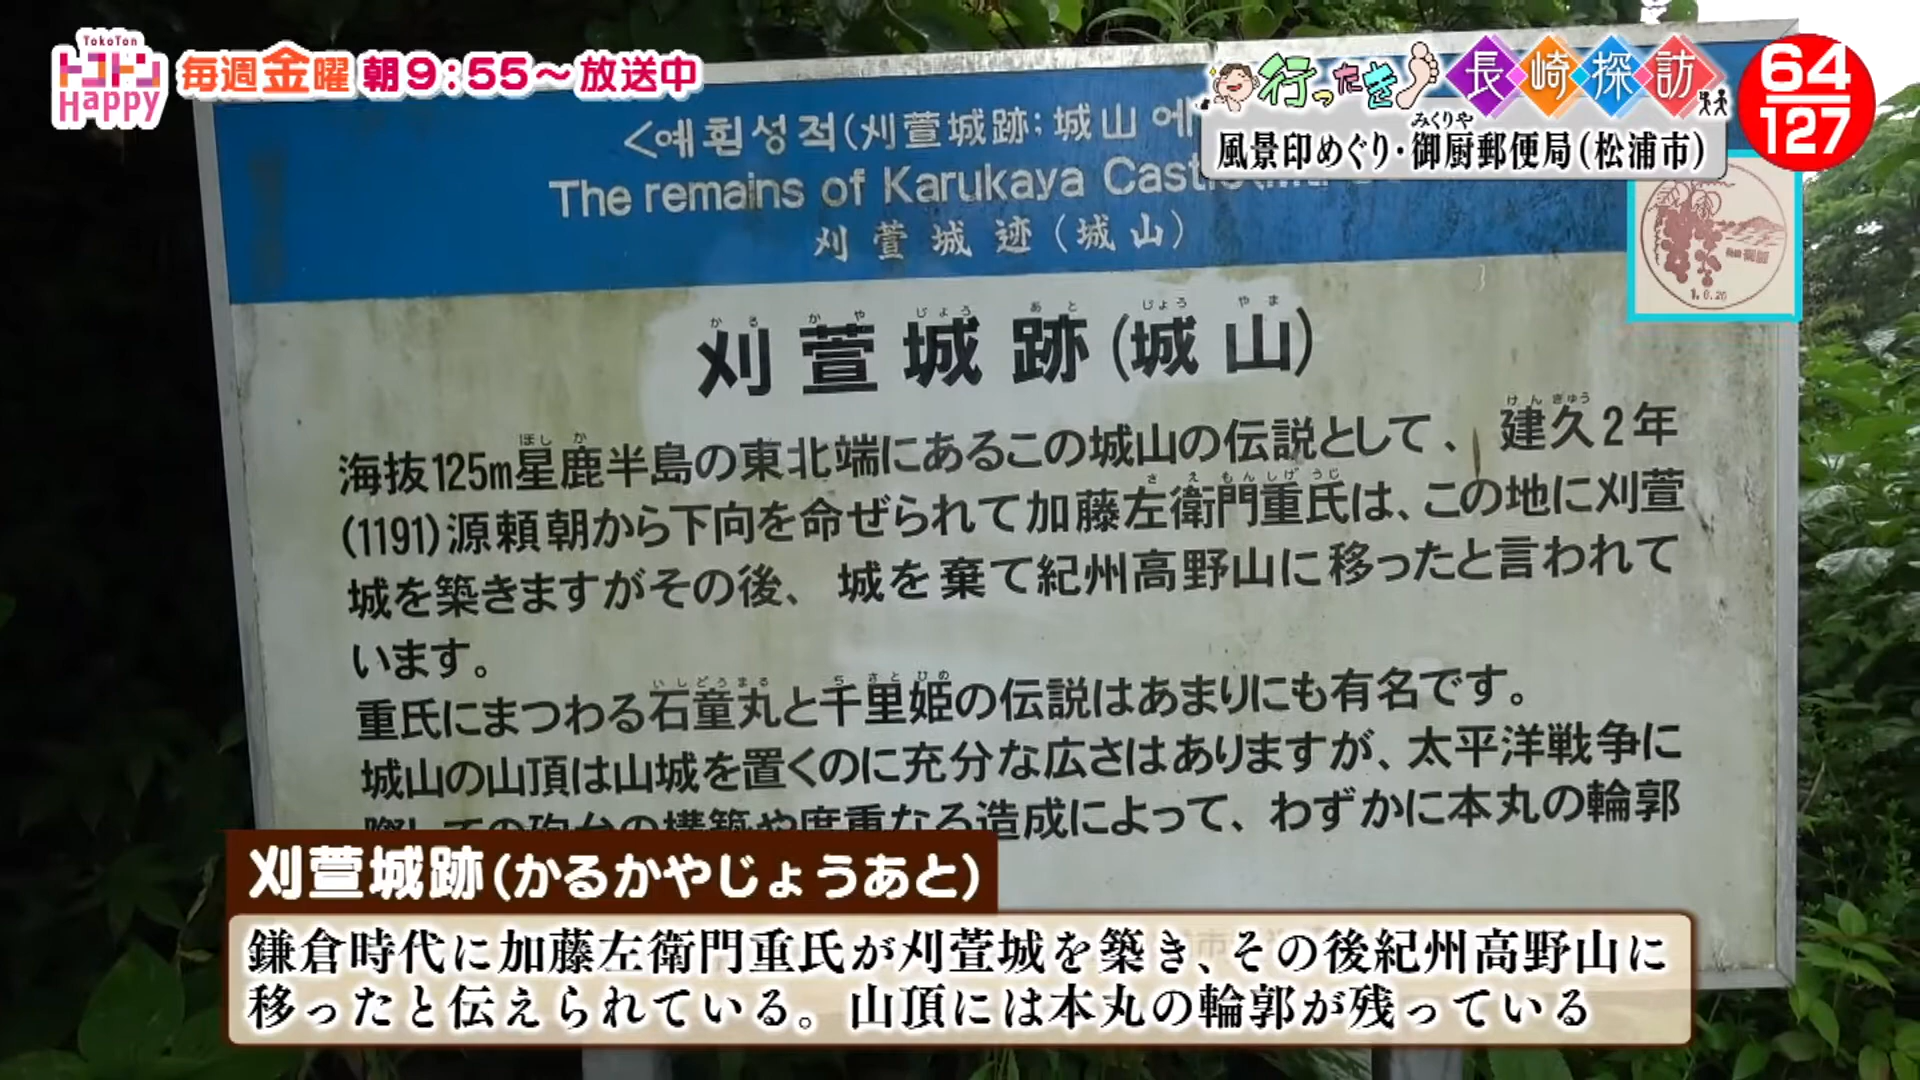 TokoTon
トコトン
Happy
毎週金曜 朝9:55～放送中
行ったき 長崎探訪
64
127
みくりや
風景印めぐり・御厨郵便局(松浦市)
(刈萱城跡; 城山
The remains of Karukaya
刈萱城迹(城山)
かるかやじょうあと じょうやま
刈萱城跡(城山)
ほしか けんきゅう
海抜125m星鹿半島の東北端にあるこの城山の伝説として、建久2年
さえもんしげうじ
(1191)源頼朝から下向を命ぜられて加藤左衛門重氏は、この地に刈萱
城を築きますがその後、城を棄て紀州高野山に移ったと言われて
います。
いしどうまる ちさとひめ
重氏にまつわる石童丸と千里姫の伝説はあまりにも有名です。
城山の山頂は山城を置くのに充分な広さはありますが、太平洋戦争に
際しての砲台の構築や度重なる造成によって、わずかに本丸の輪郭
刈萱城跡(かるかやじょうあと)
鎌倉時代に加藤左衛門重氏が刈萱城を築き、その後紀州高野山に
移ったと伝えられている。山頂には本丸の輪郭が残っている